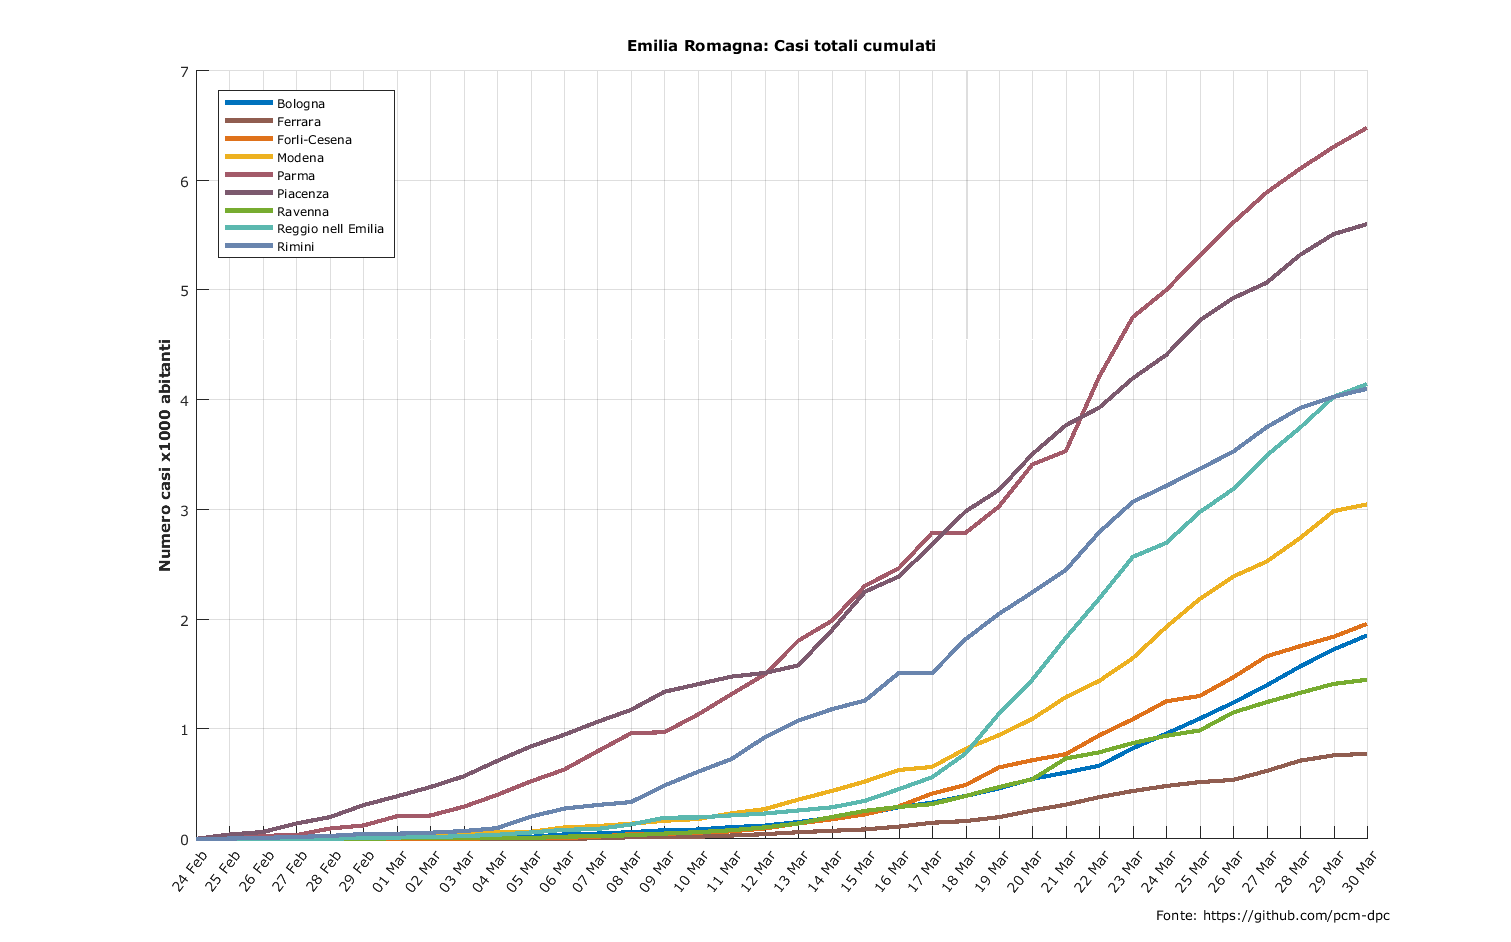 Emilia Romagna: Casi totali cumulati
7
6
5
4
3
2
1
0
Numero casi x1000 abitanti
Bologna
Ferrara
Forli-Cesena
Modena
Parma
Piacenza
Ravenna
Reggio nell Emilia
Rimini
24 Feb
25 Feb
26 Feb
27 Feb
28 Feb
29 Feb
01 Mar
02 Mar
03 Mar
04 Mar
05 Mar
06 Mar
07 Mar
08 Mar
09 Mar
10 Mar
11 Mar
12 Mar
13 Mar
14 Mar
15 Mar
16 Mar
17 Mar
18 Mar
19 Mar
20 Mar
21 Mar
22 Mar
23 Mar
24 Mar
25 Mar
26 Mar
27 Mar
28 Mar
29 Mar
30 Mar
Fonte: https://github.com/pcm-dpc